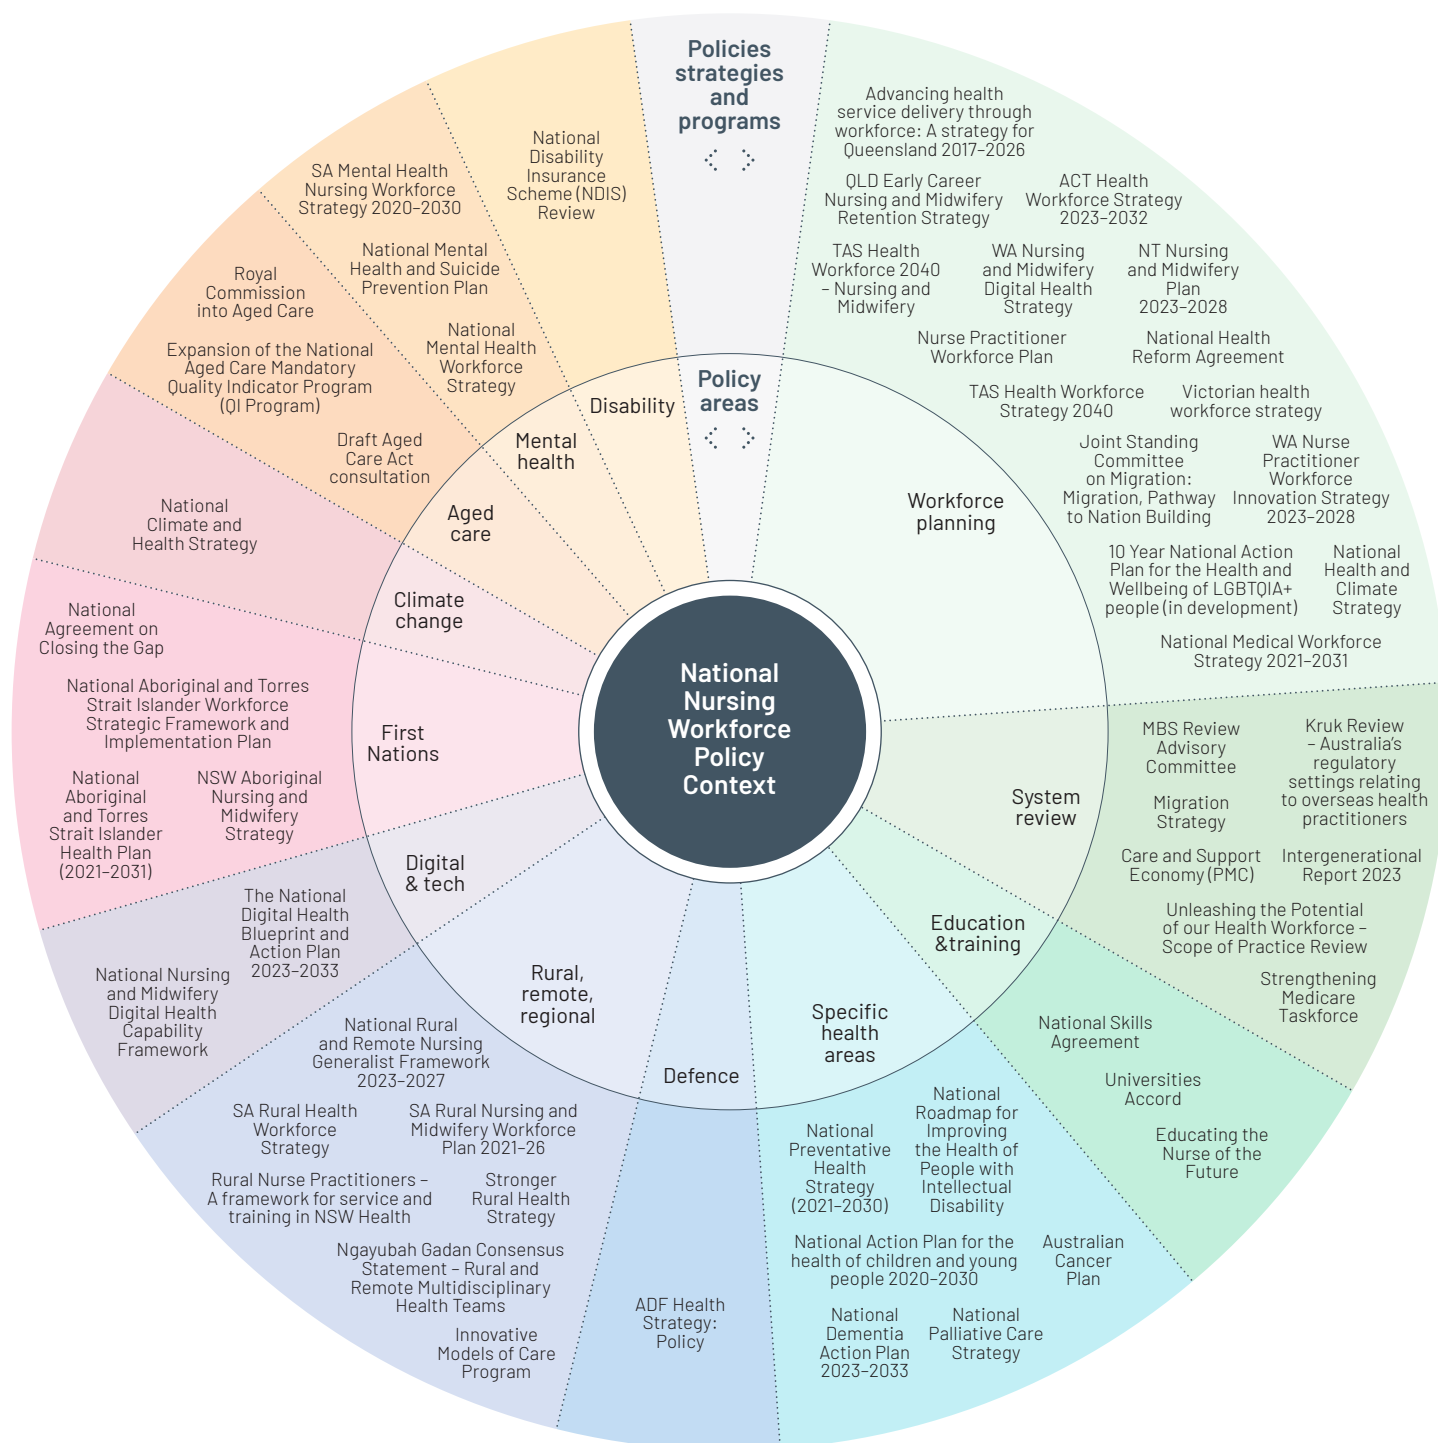 Policies
strategies
and
programs
Policy
areas
National
Nursing
Workforce
Policy
Context
Workforce
planning
Advancing health
service delivery through
workforce: A strategy for
Queensland 2017–2026
QLD Early Career
Nursing and Midwifery
Retention Strategy
ACT Health
Workforce Strategy
2023–2032
TAS Health
Workforce 2040
– Nursing and
Midwifery
WA Nursing
and Midwifery
Digital Health
Strategy
NT Nursing
and Midwifery
Plan
2023–2028
Nurse Practitioner
Workforce Plan
National Health
Reform Agreement
TAS Health Workforce
Strategy 2040
Victorian health
workforce strategy
Joint Standing
Committee
on Migration:
Migration, Pathway
to Nation Building
WA Nurse
Practitioner
Workforce
Innovation Strategy
2023–2028
10 Year National Action
Plan for the Health and
Wellbeing of LGBTQIA+
people (in development)
National
Health and
Climate
Strategy
National Medical Workforce
Strategy 2021–2031
System
review
MBS Review
Advisory
Committee
Kruk Review
– Australia's
regulatory
settings relating
to overseas health
practitioners
Migration
Strategy
Care and Support
Economy (PMC)
Intergenerational
Report 2023
Unleashing the Potential
of our Health Workforce –
Scope of Practice Review
Strengthening
Medicare
Taskforce
Education
&training
National Skills
Agreement
Universities
Accord
Educating the
Nurse of the
Future
Specific
health
areas
National
Preventative
Health
Strategy
(2021–2030)
National
Roadmap for
Improving
the Health of
People with
Intellectual
Disability
National Action Plan for the
health of children and young
people 2020–2030
Australian
Cancer
Plan
National
Dementia
Action Plan
2023–2033
National
Palliative Care
Strategy
Defence
ADF Health
Strategy:
Policy
Rural,
remote,
regional
National Rural
and Remote Nursing
Generalist Framework
2023–2027
SA Rural Health
Workforce
Strategy
SA Rural Nursing and
Midwifery Workforce
Plan 2021–26
Rural Nurse Practitioners –
A framework for service and
training in NSW Health
Stronger
Rural Health
Strategy
Ngayubah Gadan Consensus
Statement – Rural and
Remote Multidisciplinary
Health Teams
Innovative
Models of Care
Program
Digital
& tech
The National
Digital Health
Blueprint and
Action Plan
2023–2033
National Nursing
and Midwifery
Digital Health
Capability
Framework
First
Nations
National
Agreement on
Closing the Gap
National Aboriginal and Torres
Strait Islander Workforce
Strategic Framework and
Implementation Plan
National
Aboriginal
and Torres
Strait Islander
Health Plan
(2021–2031)
NSW Aboriginal
Nursing and
Midwifery
Strategy
Climate
change
National
Climate and
Health Strategy
Aged
care
Royal
Commission
into Aged Care
Expansion of the National
Aged Care Mandatory
Quality Indicator Program
(QI Program)
Draft Aged
Care Act
consultation
Mental
health
SA Mental Health
Nursing Workforce
Strategy 2020–2030
National Mental
Health and Suicide
Prevention Plan
National
Mental Health
Workforce
Strategy
Disability
National
Disability
Insurance
Scheme (NDIS)
Review